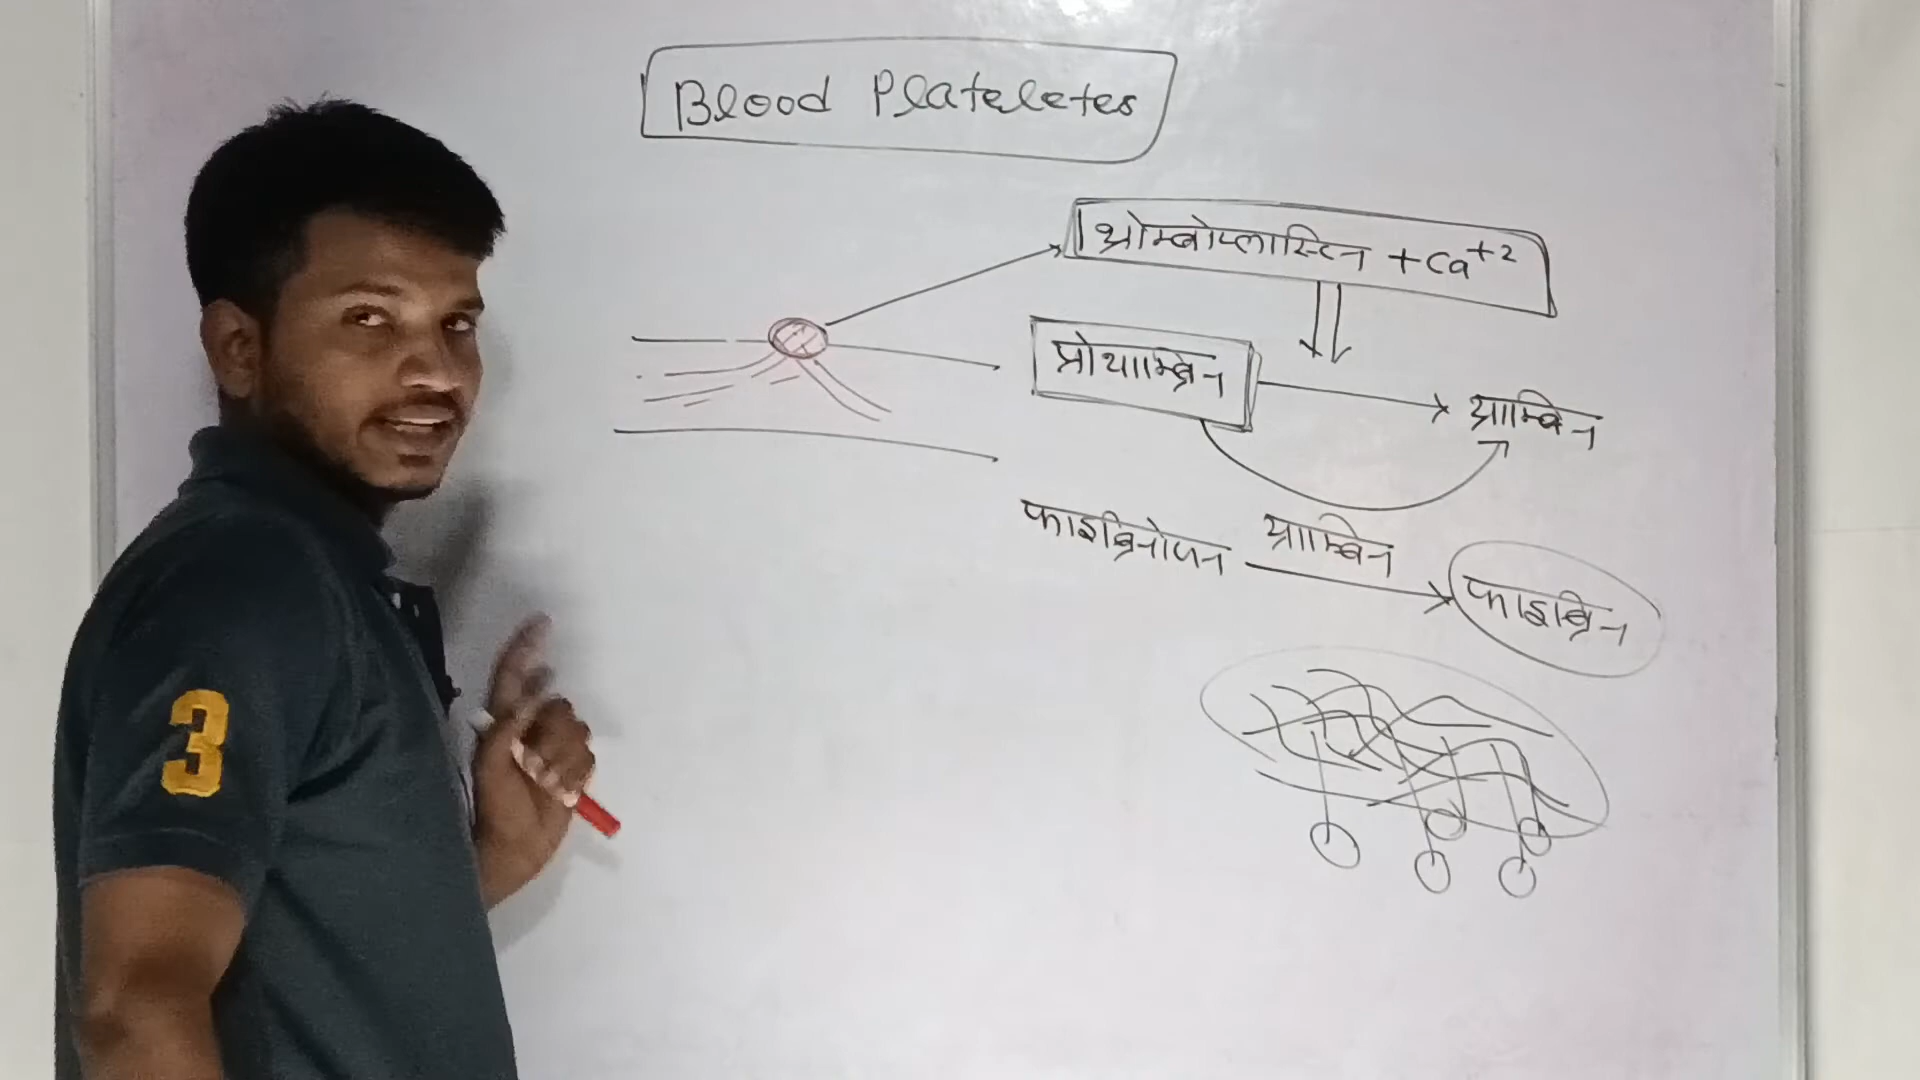 Blood Plateletes
थ्रोम्बोप्लास्टिन +Ca+2
प्रोथाम्ब्रिन
थ्राम्बिन
फाइब्रिनोजन
थ्राम्बिन
फाइब्रिन
3